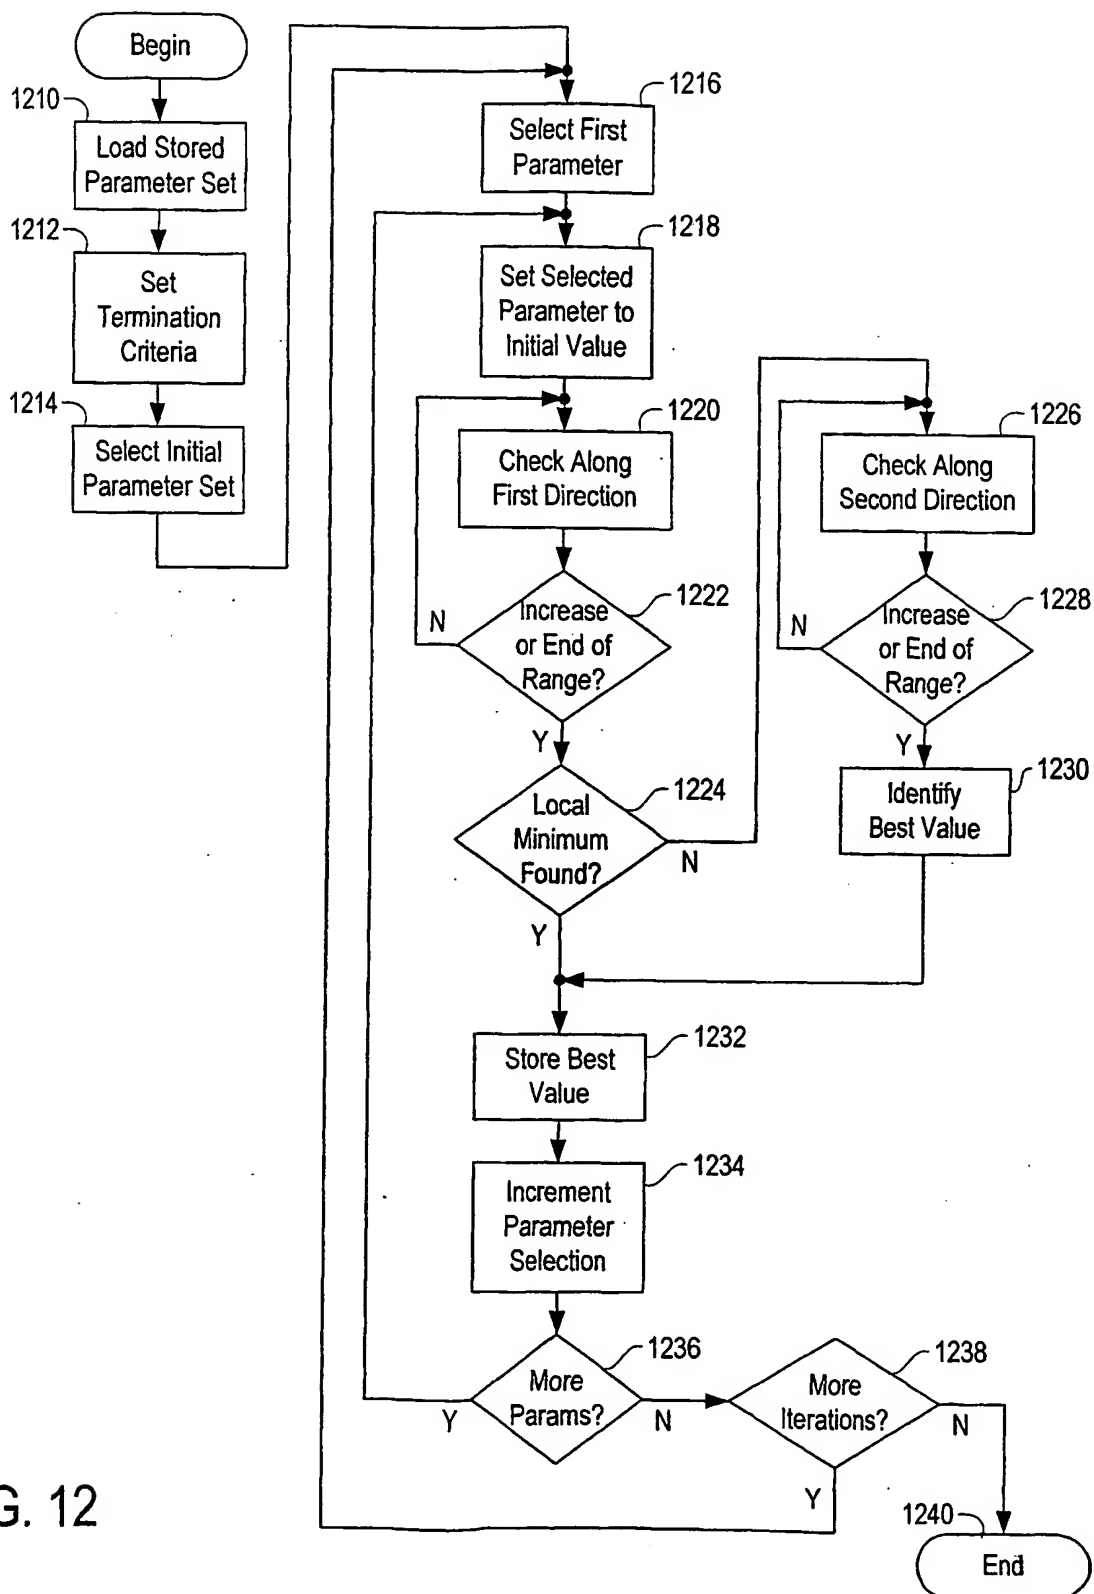 Begin
1210
Load Stored
Parameter Set
1212
Set
Termination
Criteria
1214
Select Initial
Parameter Set
1216
Select First
Parameter
1218
Set Selected
Parameter to
Initial Value
1220
Check Along
First Direction
1222
Increase
or End of
Range?
N
Y
1224
Local
Minimum
Found?
N
Y
1226
Check Along
Second Direction
1228
Increase
or End of
Range?
N
Y
1230
Identify
Best Value
1232
Store Best
Value
1234
Increment
Parameter
Selection
1236
More
Params?
Y
N
1238
More
Iterations?
N
Y
1240
End
G. 12